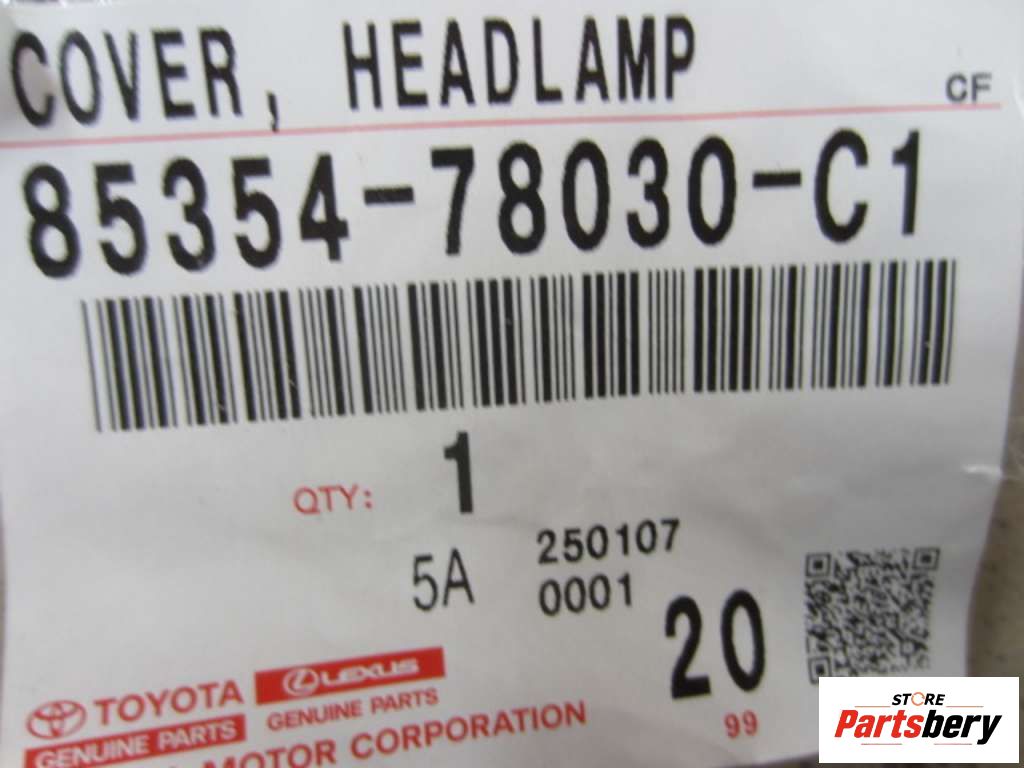 COVER, HEADLAMP
CF
85354-78030-C1
QTY: 1
5A
250107
0001
20
99
TOYOTA
GENUINE PARTS
LEXUS
GENUINE PARTS
MOTOR CORPORATION
STORE
Partsbery